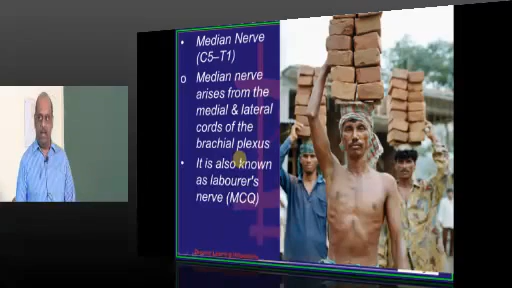 • Median Nerve
(C5–T1)
o Median nerve
arises from the
medial & lateral
cords of the
brachial plexus
• It is also known
as labourer's
nerve (MCQ)